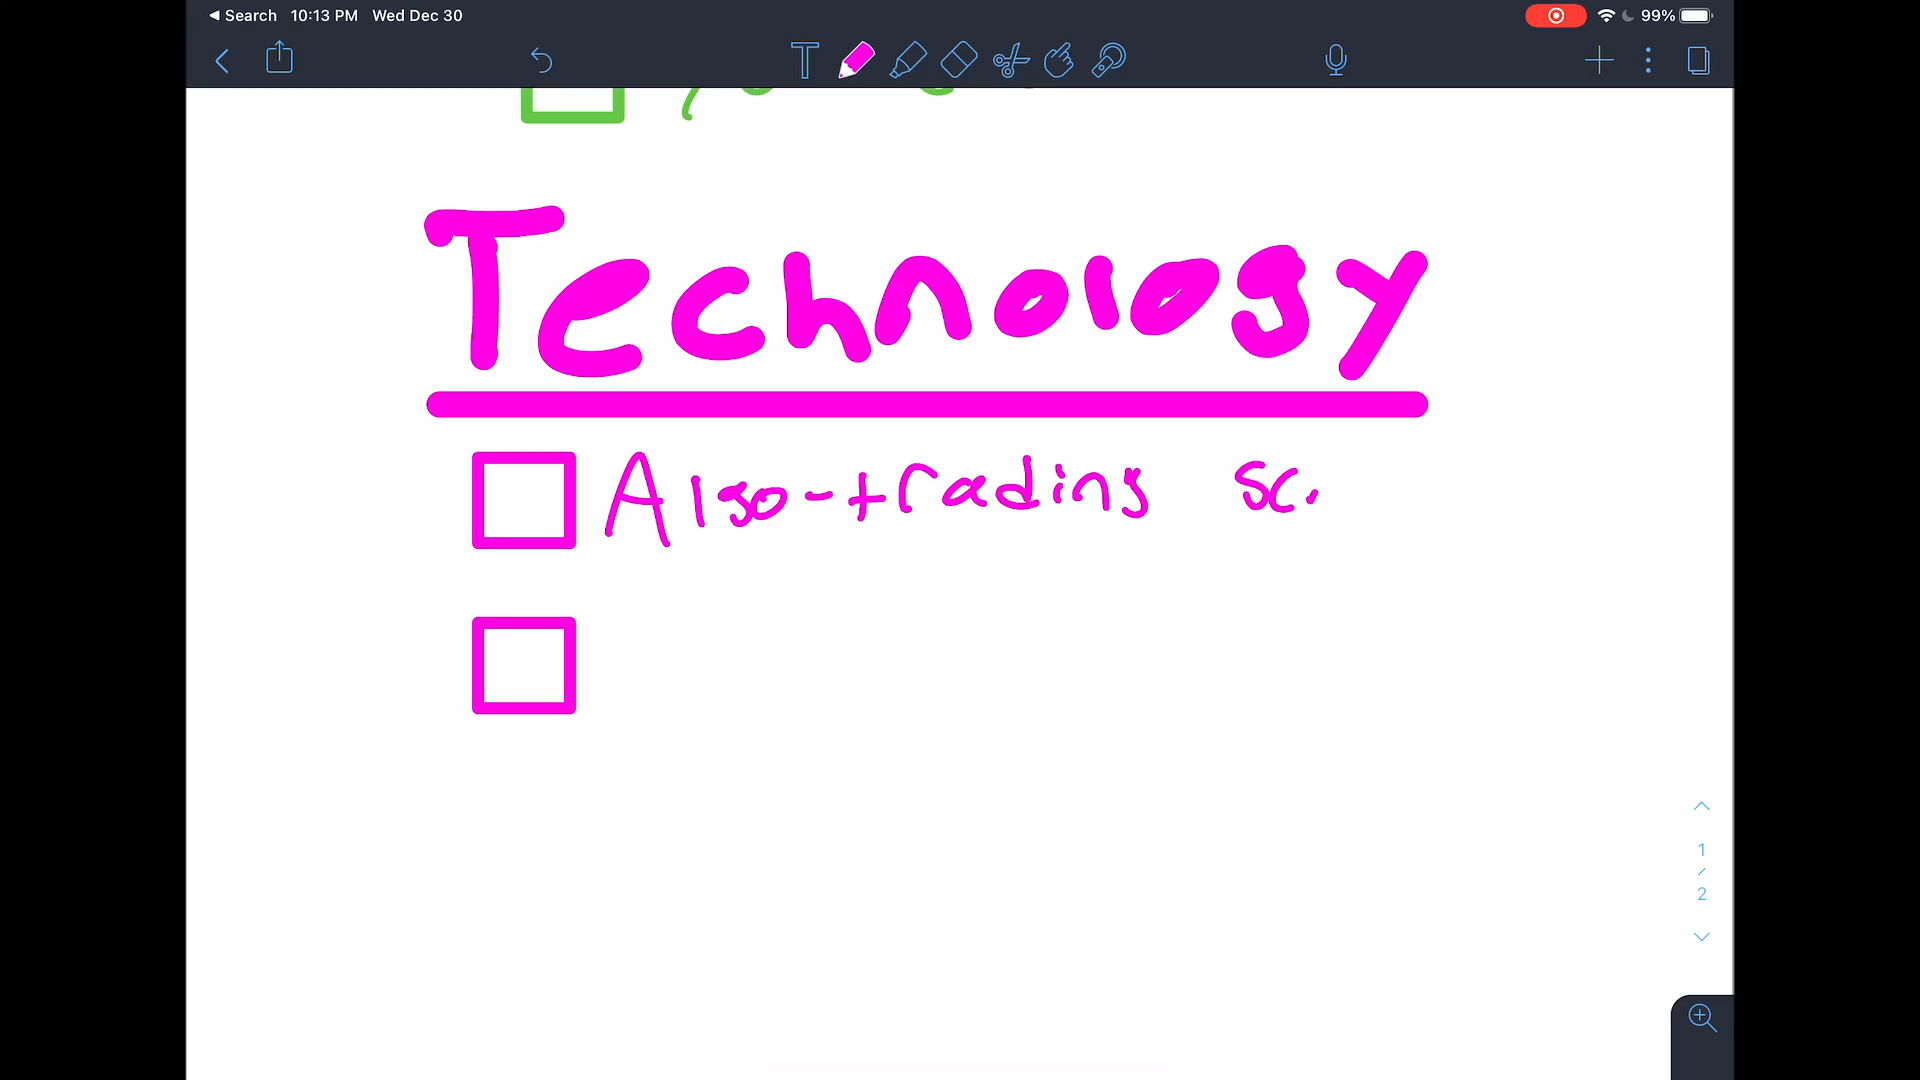 Search 10:13 PM Wed Dec 30
99%
T
Technology
Algo-trading sc
1
/
2